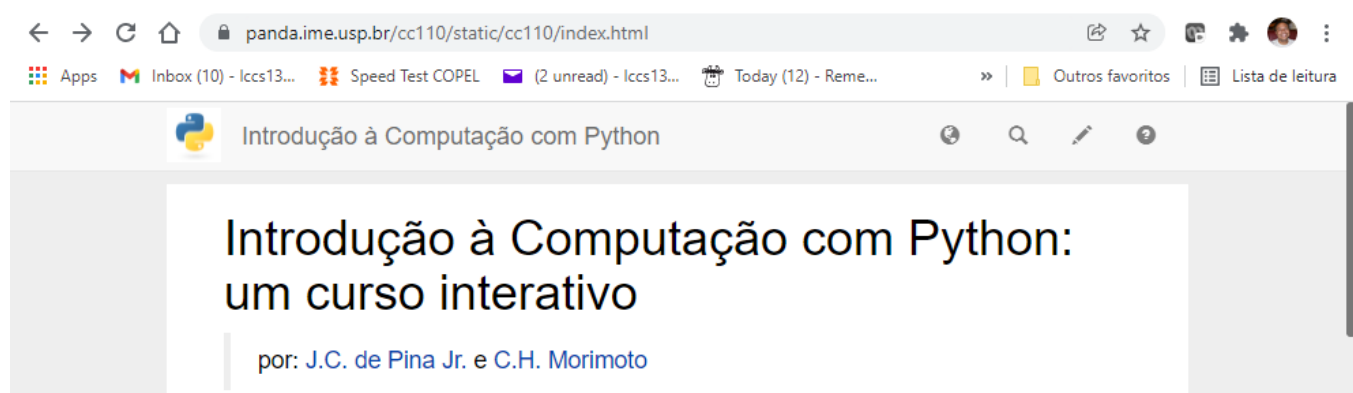 panda.ime.usp.br/cc110/static/cc110/index.html
Apps Inbox (10) - lccs13... Speed Test COPEL (2 unread) - lccs13... Today (12) - Reme... » Outros favoritos Lista de leitura
Introdução à Computação com Python
Introdução à Computação com Python:
um curso interativo
por: J.C. de Pina Jr. e C.H. Morimoto